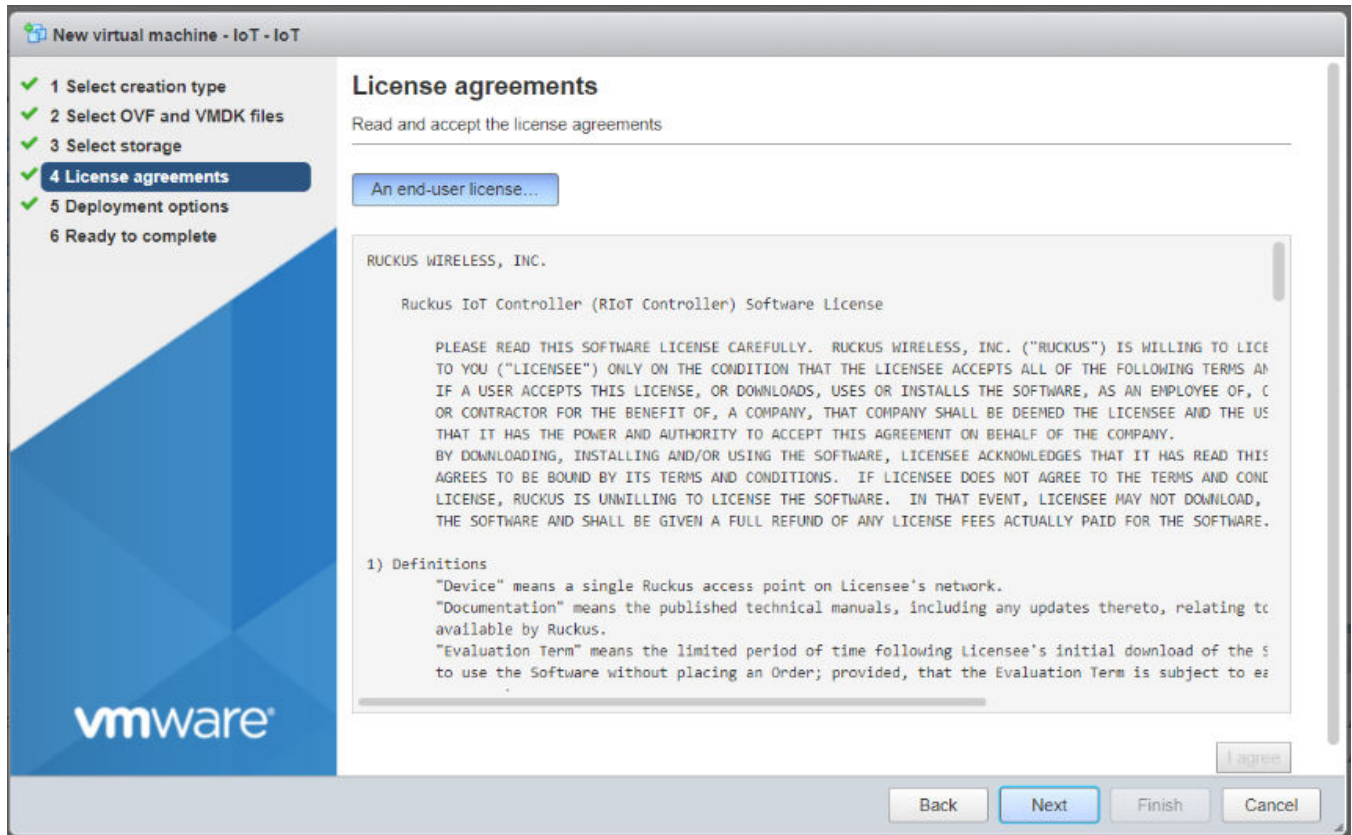 New virtual machine - IoT - IoT
1 Select creation type
2 Select OVF and VMDK files
3 Select storage
4 License agreements
5 Deployment options
6 Ready to complete
vmware®
License agreements
Read and accept the license agreements
An end-user license...
RUCKUS WIRELESS, INC.
Ruckus IoT Controller (RIoT Controller) Software License
PLEASE READ THIS SOFTWARE LICENSE CAREFULLY. RUCKUS WIRELESS, INC. ("RUCKUS") IS WILLING TO LICE
TO YOU ("LICENSEE") ONLY ON THE CONDITION THAT THE LICENSEE ACCEPTS ALL OF THE FOLLOWING TERMS AN
IF A USER ACCEPTS THIS LICENSE, OR DOWNLOADS, USES OR INSTALLS THE SOFTWARE, AS AN EMPLOYEE OF, C
OR CONTRACTOR FOR THE BENEFIT OF, A COMPANY, THAT COMPANY SHALL BE DEEMED THE LICENSEE AND THE US
THAT IT HAS THE POWER AND AUTHORITY TO ACCEPT THIS AGREEMENT ON BEHALF OF THE COMPANY.
BY DOWNLOADING, INSTALLING AND/OR USING THE SOFTWARE, LICENSEE ACKNOWLEDGES THAT IT HAS READ THIS
AGREES TO BE BOUND BY ITS TERMS AND CONDITIONS. IF LICENSEE DOES NOT AGREE TO THE TERMS AND COND
LICENSE, RUCKUS IS UNWILLING TO LICENSE THE SOFTWARE. IN THAT EVENT, LICENSEE MAY NOT DOWNLOAD,
THE SOFTWARE AND SHALL BE GIVEN A FULL REFUND OF ANY LICENSE FEES ACTUALLY PAID FOR THE SOFTWARE.
1) Definitions
"Device" means a single Ruckus access point on Licensee's network.
"Documentation" means the published technical manuals, including any updates thereto, relating to
available by Ruckus.
"Evaluation Term" means the limited period of time following Licensee's initial download of the S
to use the Software without placing an Order; provided, that the Evaluation Term is subject to ea
I agree
Back
Next
Finish
Cancel